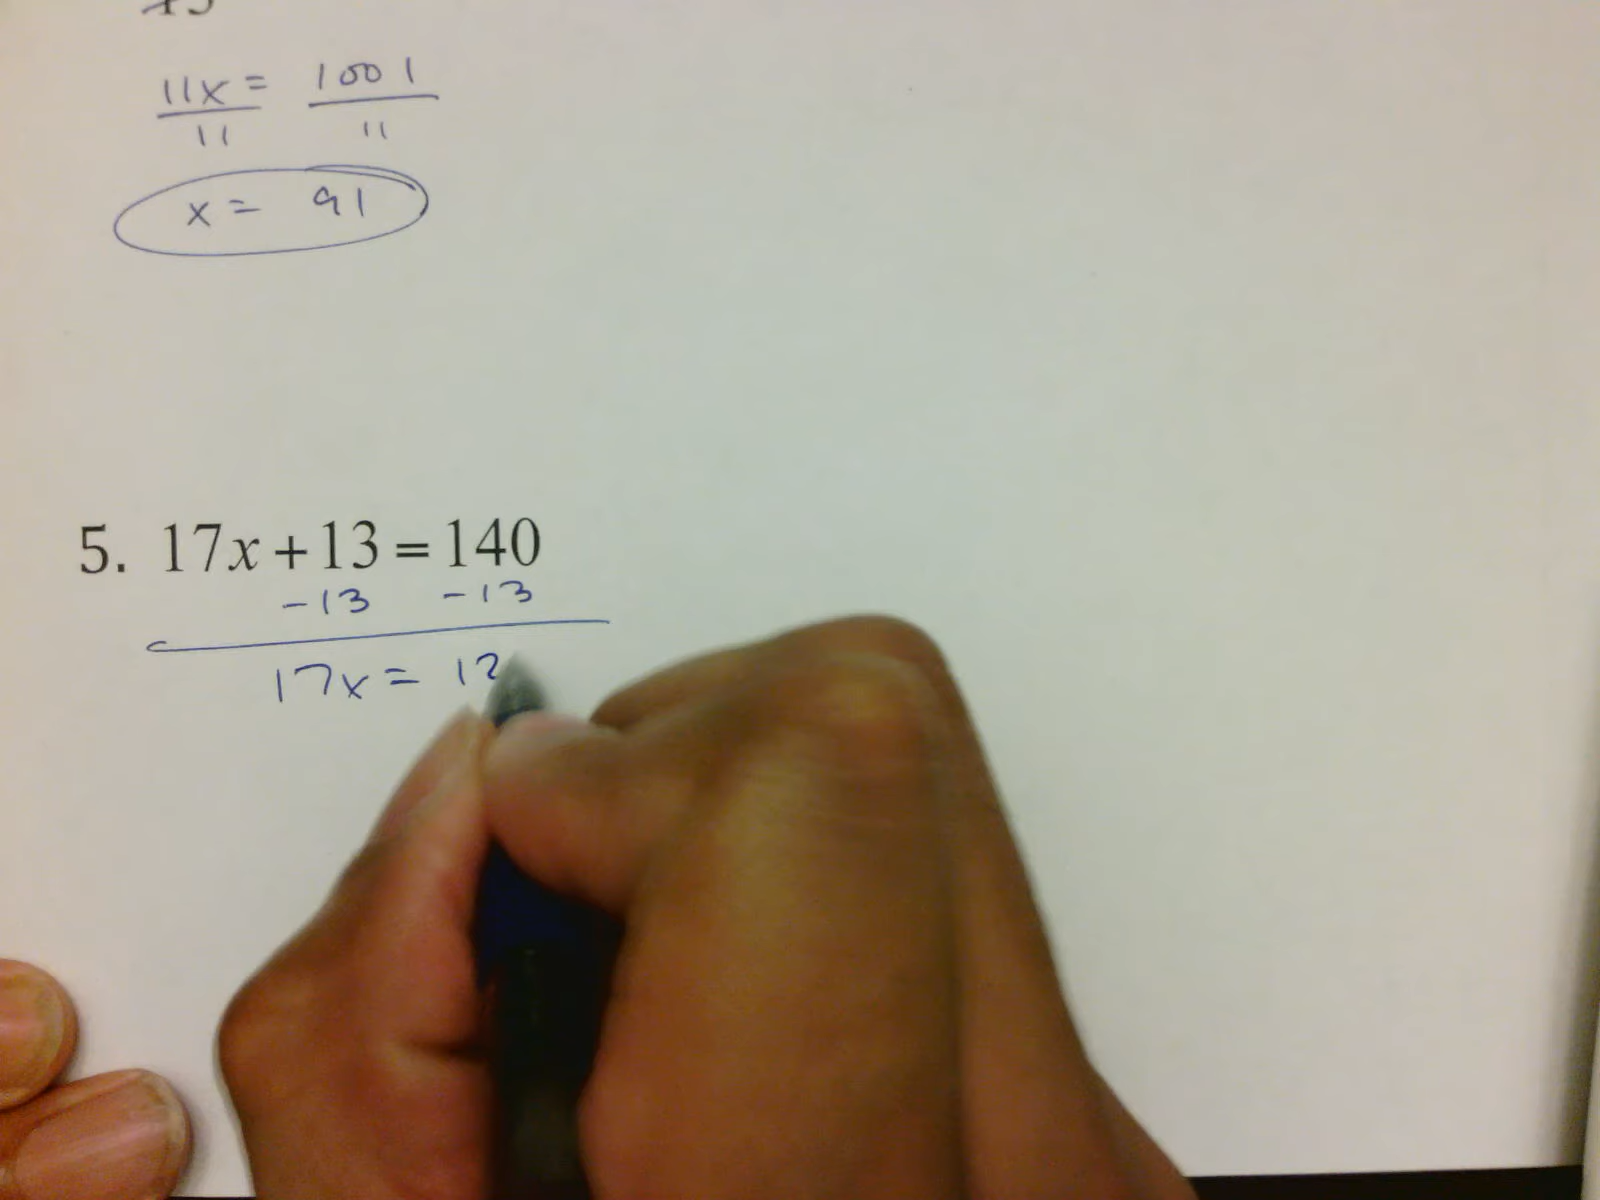 11x = 1001
11 11
x = 91
5. 17x+13=140
-13 -13
17x = 12